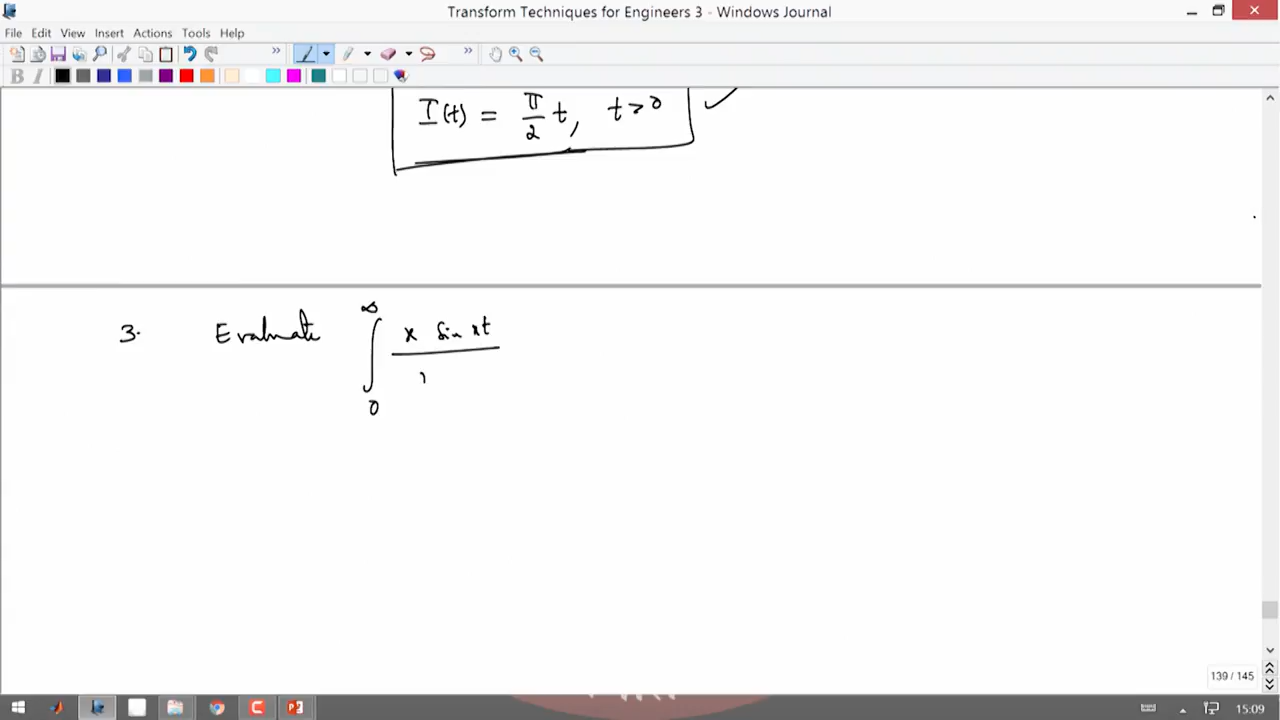 Transform Techniques for Engineers 3 - Windows Journal
File Edit View Insert Actions Tools Help
I(t) = π/2 t, t>0
3. Evaluate ∫₀^∞ x sin xt
139 / 145
15:09